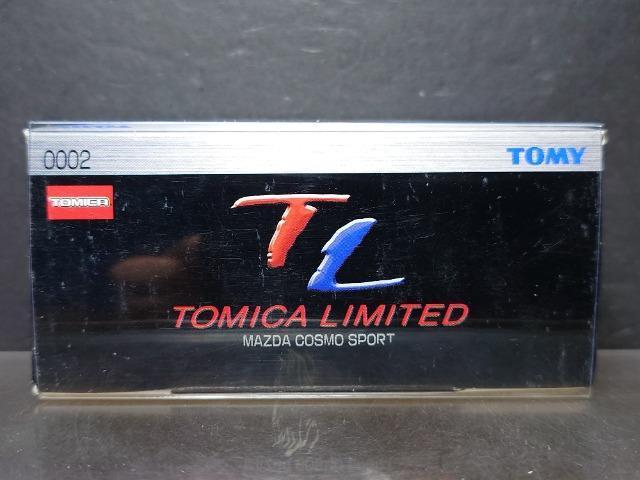 0002 TOMY
TOMICA
TL
TOMICA LIMITED
MAZDA COSMO SPORT